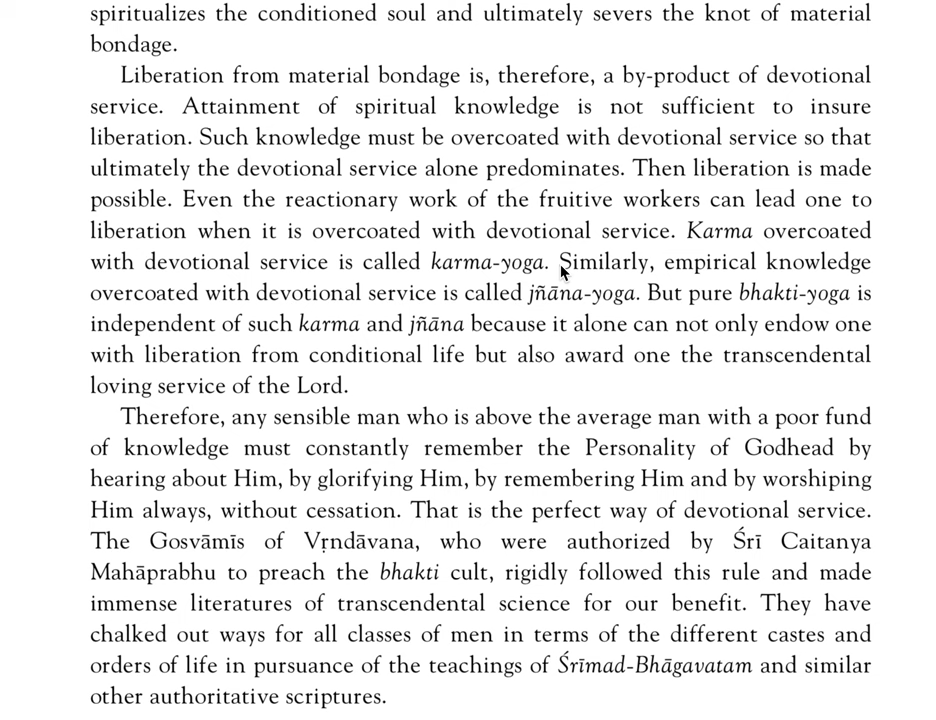 spiritualizes the conditioned soul and ultimately severs the knot of material
bondage.
Liberation from material bondage is, therefore, a by-product of devotional
service. Attainment of spiritual knowledge is not sufficient to insure
liberation. Such knowledge must be overcoated with devotional service so that
ultimately the devotional service alone predominates. Then liberation is made
possible. Even the reactionary work of the fruitive workers can lead one to
liberation when it is overcoated with devotional service. Karma overcoated
with devotional service is called karma-yoga. Similarly, empirical knowledge
overcoated with devotional service is called jñāna-yoga. But pure bhakti-yoga is
independent of such karma and jñāna because it alone can not only endow one
with liberation from conditional life but also award one the transcendental
loving service of the Lord.
Therefore, any sensible man who is above the average man with a poor fund
of knowledge must constantly remember the Personality of Godhead by
hearing about Him, by glorifying Him, by remembering Him and by worshiping
Him always, without cessation. That is the perfect way of devotional service.
The Gosvāmīs of Vṛndāvana, who were authorized by Śrī Caitanya
Mahāprabhu to preach the bhakti cult, rigidly followed this rule and made
immense literatures of transcendental science for our benefit. They have
chalked out ways for all classes of men in terms of the different castes and
orders of life in pursuance of the teachings of Śrīmad-Bhāgavatam and similar
other authoritative scriptures.